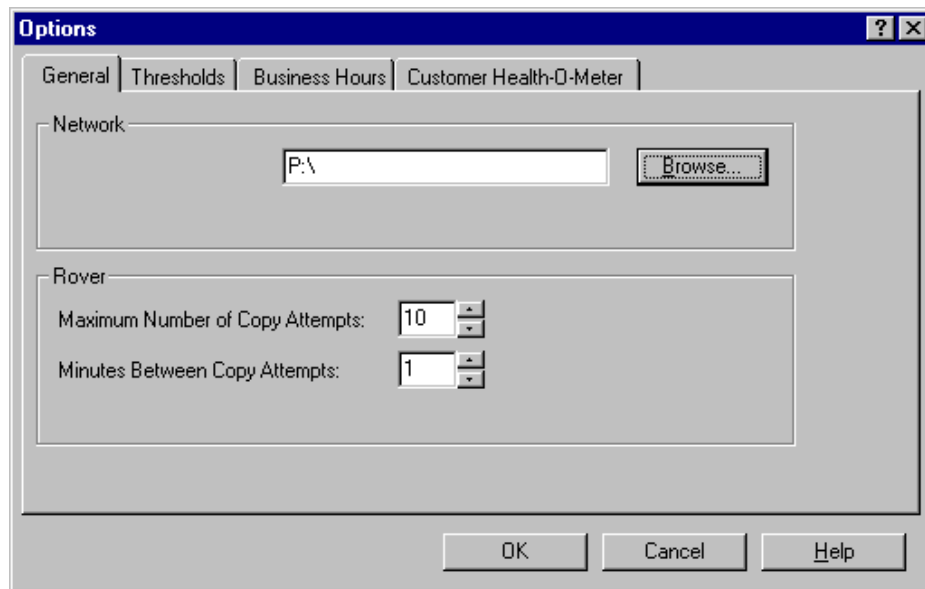 Options
General Thresholds Business Hours Customer Health-O-Meter
Network
P:\ Browse...
Rover
Maximum Number of Copy Attempts: 10
Minutes Between Copy Attempts: 1
OK Cancel Help